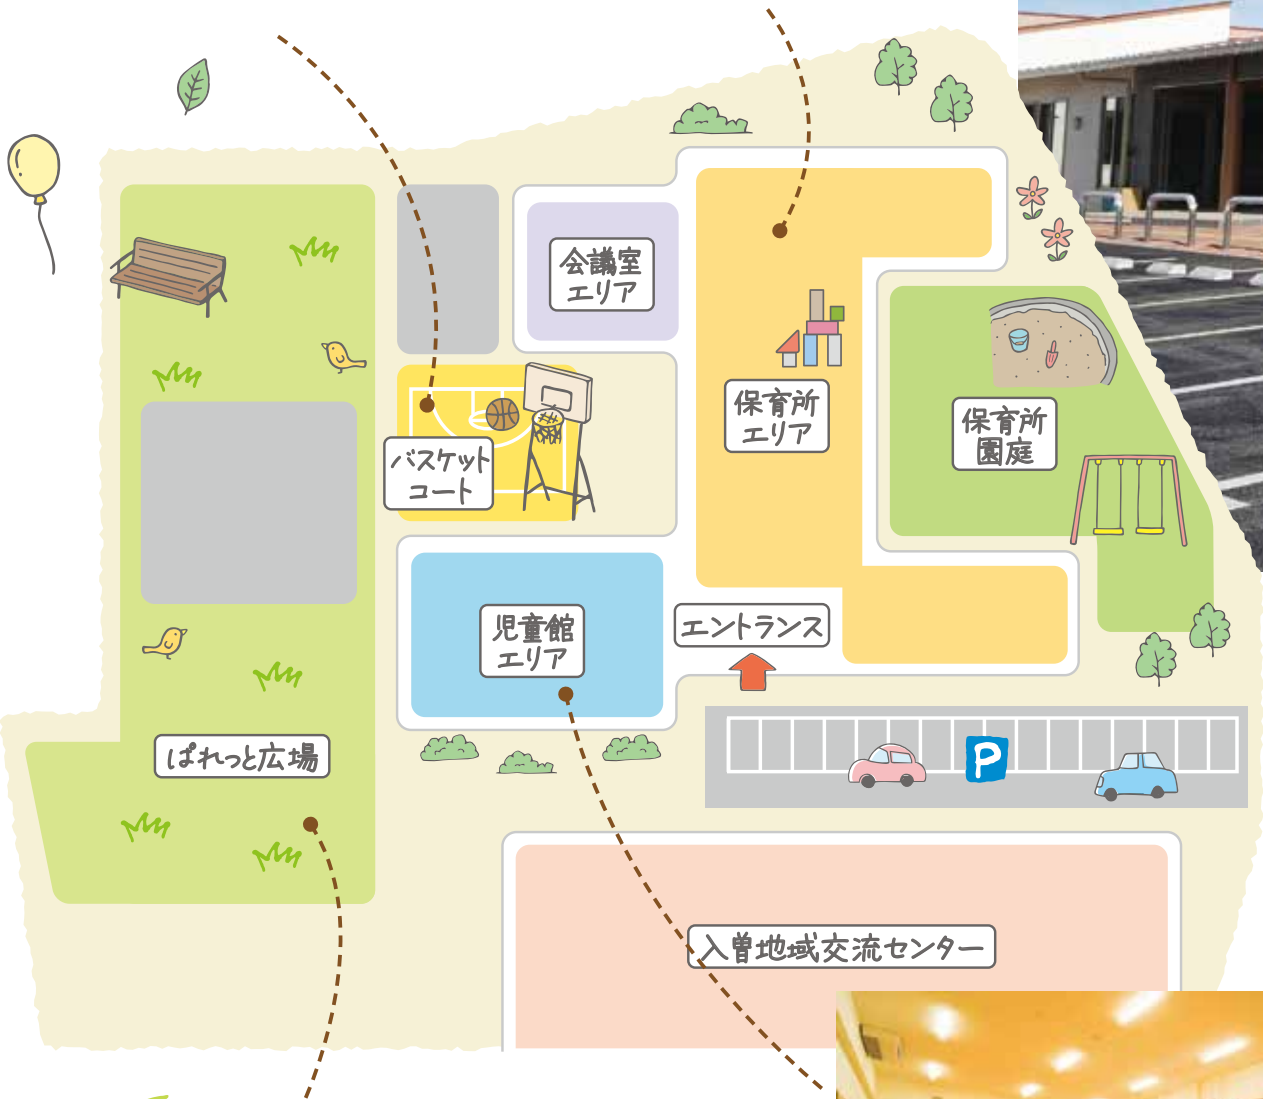 会議室
エリア
保育所
エリア
保育所
園庭
バスケット
コート
児童館
エリア
エントランス
ぱれっと広場
P
入曽地域交流センター